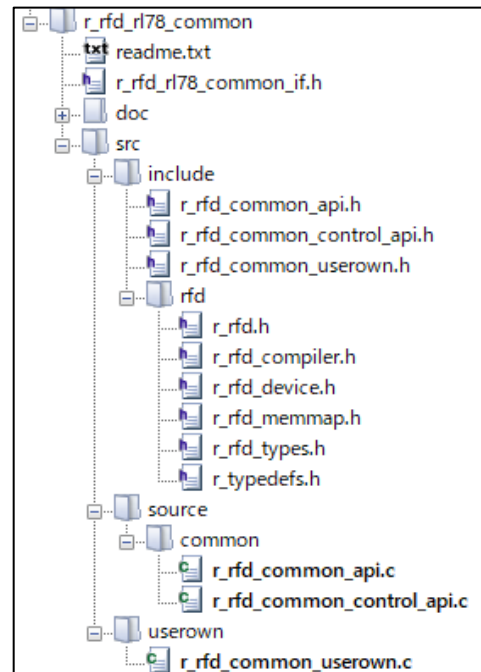 r_rfd_rl78_common
txt readme.txt
h r_rfd_rl78_common_if.h
doc
src
include
h r_rfd_common_api.h
h r_rfd_common_control_api.h
h r_rfd_common_userown.h
rfd
h r_rfd.h
h r_rfd_compiler.h
h r_rfd_device.h
h r_rfd_memmap.h
h r_rfd_types.h
h r_typedefs.h
source
common
c r_rfd_common_api.c
c r_rfd_common_control_api.c
userown
c r_rfd_common_userown.c